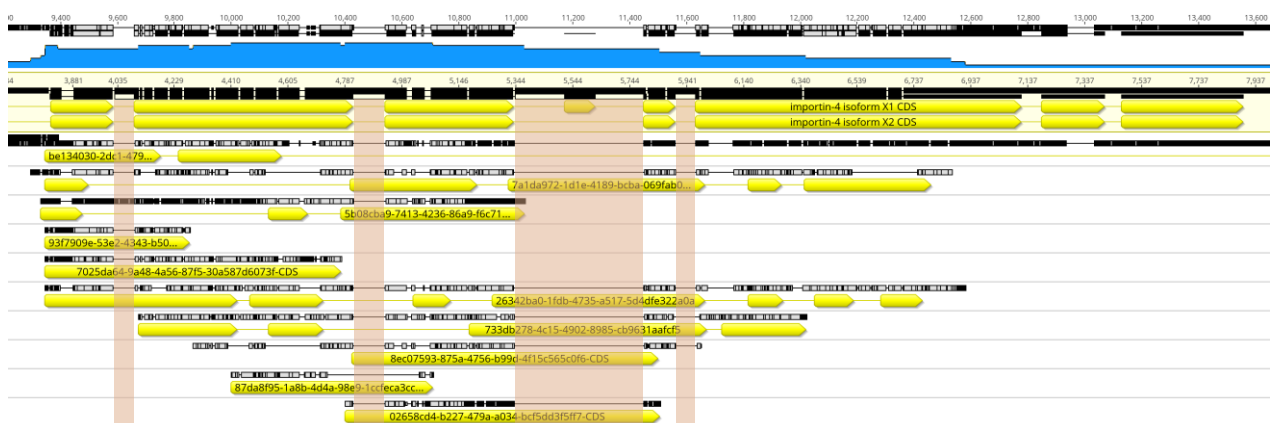 9,400 9,600 9,800 10,000 10,200 10,400 10,600 10,800 11,000 11,200 11,400 11,600 11,800 12,000 12,200 12,400 12,600 12,800 13,000 13,200 13,400 13,600
3,881 4,035 4,229 4,410 4,605 4,787 4,987 5,146 5,344 5,544 5,744 5,941 6,140 6,340 6,539 6,737 6,937 7,137 7,337 7,537 7,737 7,937
importin-4 isoform X1 CDS
importin-4 isoform X2 CDS
be134030-2dc1-479...
7a1da972-1d1e-4189-bcba-069fab0...
5b08cba9-7413-4236-86a9-f6c71...
93f7909e-53e2-4343-b50...
7025da64-9a48-4a56-87f5-30a587d6073f-CDS
26342ba0-1fdb-4735-a517-5d4dfe322a0a
733db278-4c15-4902-8985-cb9631aafcf5
8ec07593-875a-4756-b99d-4f15c565c0f6-CDS
87da8f95-1a8b-4d4a-98e9-1ccfeca3cc...
02658cd4-b227-479a-a034-bcf5dd3f5ff7-CDS